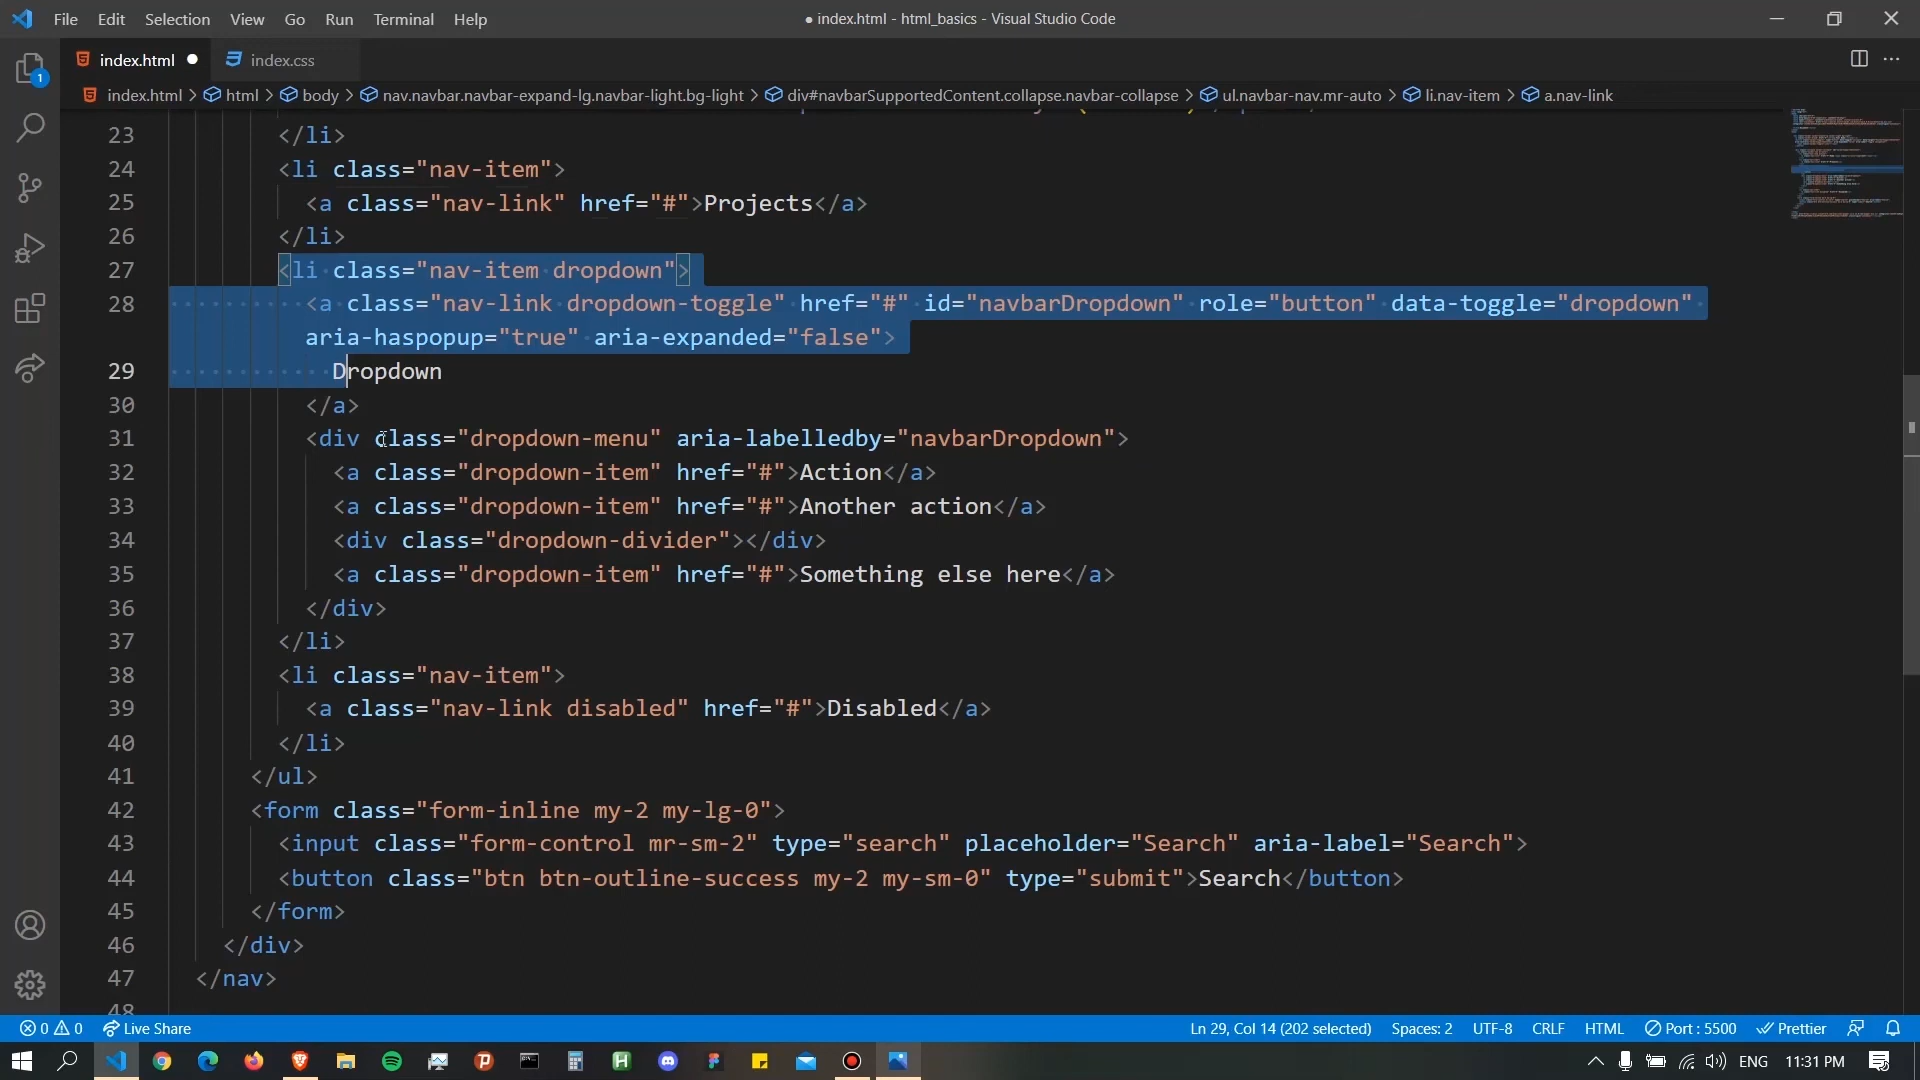 File Edit Selection View Go Run Terminal Help
● index.html - html_basics - Visual Studio Code
index.html ● index.css
index.html > html > body > nav.navbar.navbar-expand-lg.navbar-light.bg-light > div#navbarSupportedContent.collapse.navbar-collapse > ul.navbar-nav.mr-auto > li.nav-item > a.nav-link
23 </li>
24 <li class="nav-item">
25 <a class="nav-link" href="#">Projects</a>
26 </li>
27 <li class="nav-item dropdown">
28 <a class="nav-link dropdown-toggle" href="#" id="navbarDropdown" role="button" data-toggle="dropdown"
aria-haspopup="true" aria-expanded="false">
29 Dropdown
30 </a>
31 <div class="dropdown-menu" aria-labelledby="navbarDropdown">
32 <a class="dropdown-item" href="#">Action</a>
33 <a class="dropdown-item" href="#">Another action</a>
34 <div class="dropdown-divider"></div>
35 <a class="dropdown-item" href="#">Something else here</a>
36 </div>
37 </li>
38 <li class="nav-item">
39 <a class="nav-link disabled" href="#">Disabled</a>
40 </li>
41 </ul>
42 <form class="form-inline my-2 my-lg-0">
43 <input class="form-control mr-sm-2" type="search" placeholder="Search" aria-label="Search">
44 <button class="btn btn-outline-success my-2 my-sm-0" type="submit">Search</button>
45 </form>
46 </div>
47 </nav>
48
1
0 0 Live Share
Ln 29, Col 14 (202 selected) Spaces: 2 UTF-8 CRLF HTML Port : 5500 Prettier
ENG 11:31 PM